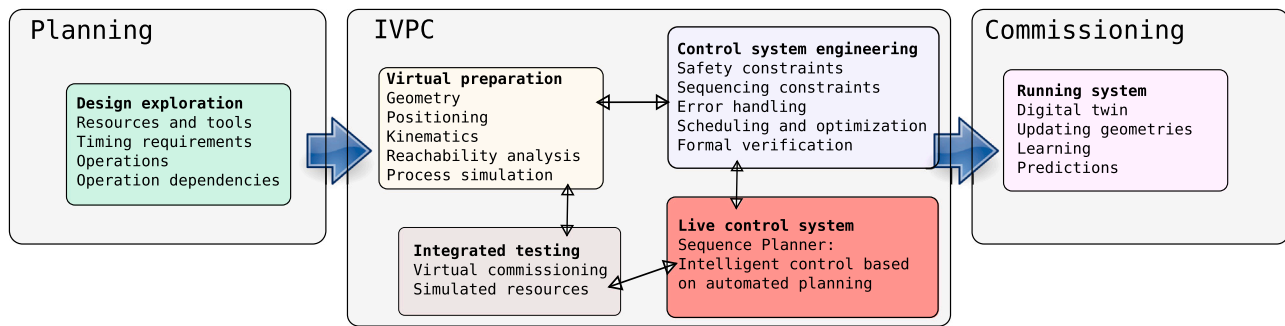 Planning
Design exploration
Resources and tools
Timing requirements
Operations
Operation dependencies
IVPC
Virtual preparation
Geometry
Positioning
Kinematics
Reachability analysis
Process simulation
Control system engineering
Safety constraints
Sequencing constraints
Error handling
Scheduling and optimization
Formal verification
Integrated testing
Virtual commissioning
Simulated resources
Live control system
Sequence Planner:
Intelligent control based
on automated planning
Commissioning
Running system
Digital twin
Updating geometries
Learning
Predictions